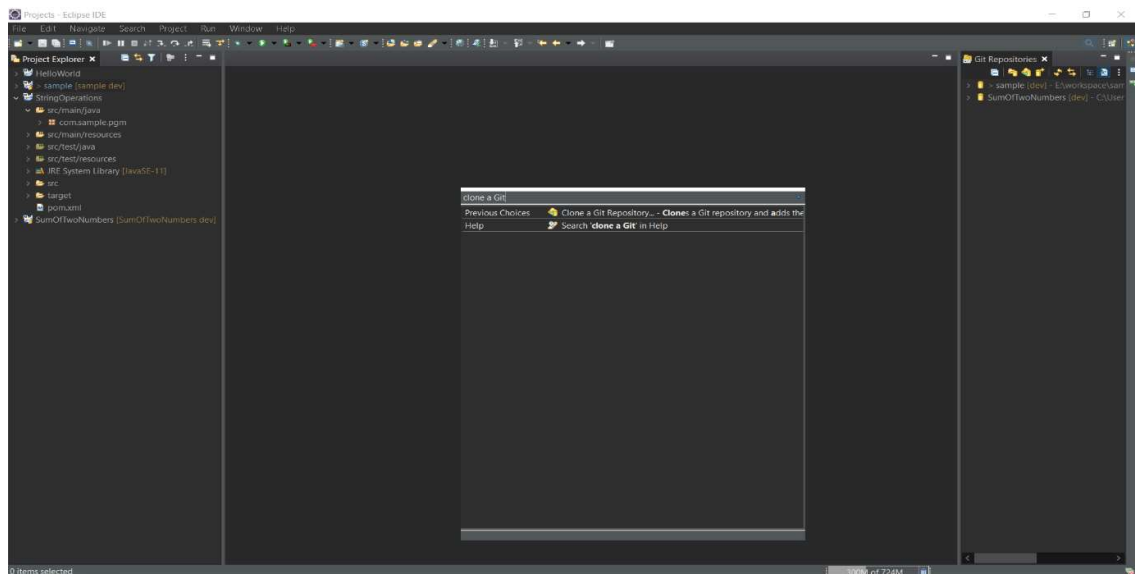 Projects - Eclipse IDE
File Edit Navigate Search Project Run Window Help
Project Explorer
HelloWorld
> sample [sample dev]
StringOperations
src/main/java
com.sample.pgm
src/main/resources
src/test/java
src/test/resources
JRE System Library [JavaSE-11]
src
target
pom.xml
SumOfTwoNumbers [SumOfTwoNumbers dev]
clone a Git
Previous Choices Clone a Git Repository... - Clones a Git repository and adds the
Help Search 'clone a Git' in Help
Git Repositories
> sample [dev] - E:\workspace\sam
SumOfTwoNumbers [dev] - C:\User
0 items selected
300M of 724M